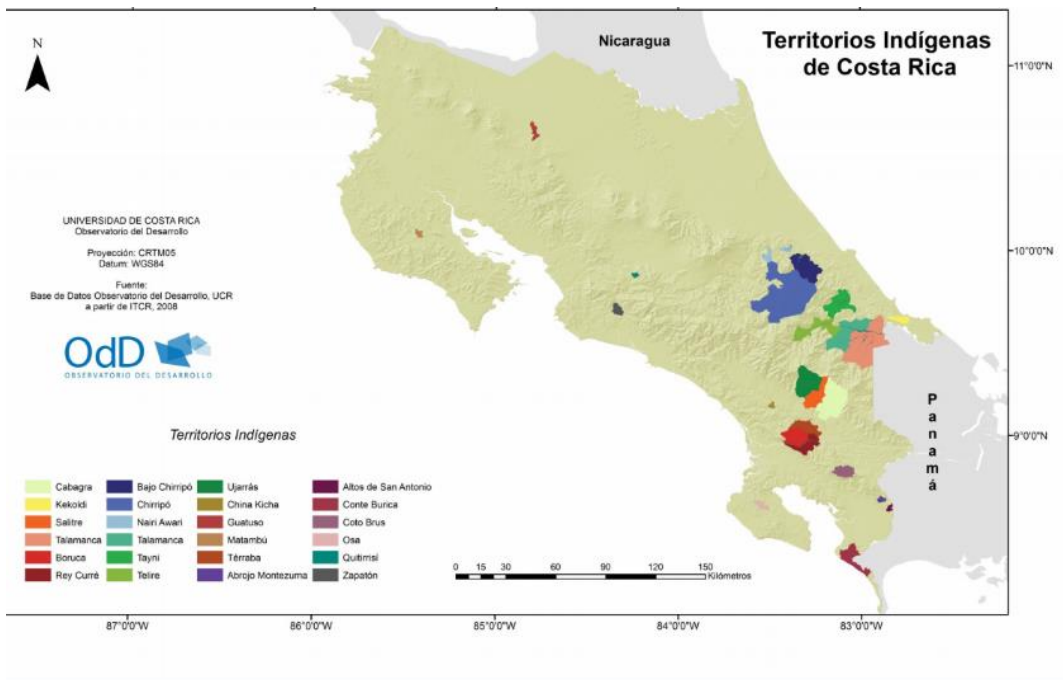 Territorios Indígenas
de Costa Rica
N
Nicaragua
11°0'0"N
UNIVERSIDAD DE COSTA RICA
Observatorio del Desarrollo
Proyección: CRTM05
Datum: WGS84
Fuente:
Base de Datos Observatorio del Desarrollo, UCR
a partir de ITCR, 2008
10°0'0"N
OdD
OBSERVATORIO DEL DESARROLLO
Panamá
9°0'0"N
Territorios Indígenas
Cabagra
Kekoldi
Salitre
Talamanca
Boruca
Rey Curré
Bajo Chirripó
Chirripó
Nairi Awari
Talamanca
Tayni
Telire
Ujarrás
China Kicha
Guatuso
Matambú
Térraba
Abrojo Montezuma
Altos de San Antonio
Conte Burica
Coto Brus
Osa
Quitirrisí
Zapatón
0 15 30 60 90 120 150
Kilómetros
87°0'0"W 86°0'0"W 85°0'0"W 84°0'0"W 83°0'0"W